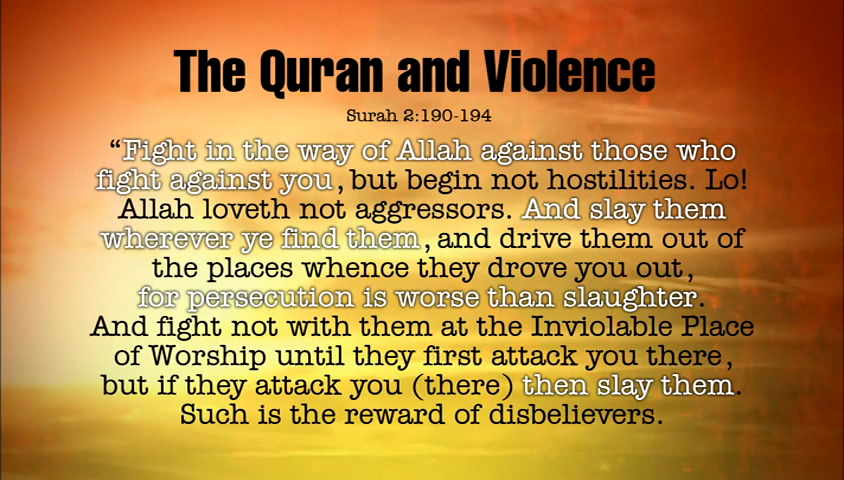 The Quran and Violence
Surah 2:190-194
“Fight in the way of Allah against those who
fight against you, but begin not hostilities. Lo!
Allah loveth not aggressors. And slay them
wherever ye find them, and drive them out of
the places whence they drove you out,
for persecution is worse than slaughter.
And fight not with them at the Inviolable Place
of Worship until they first attack you there,
but if they attack you (there) then slay them.
Such is the reward of disbelievers.